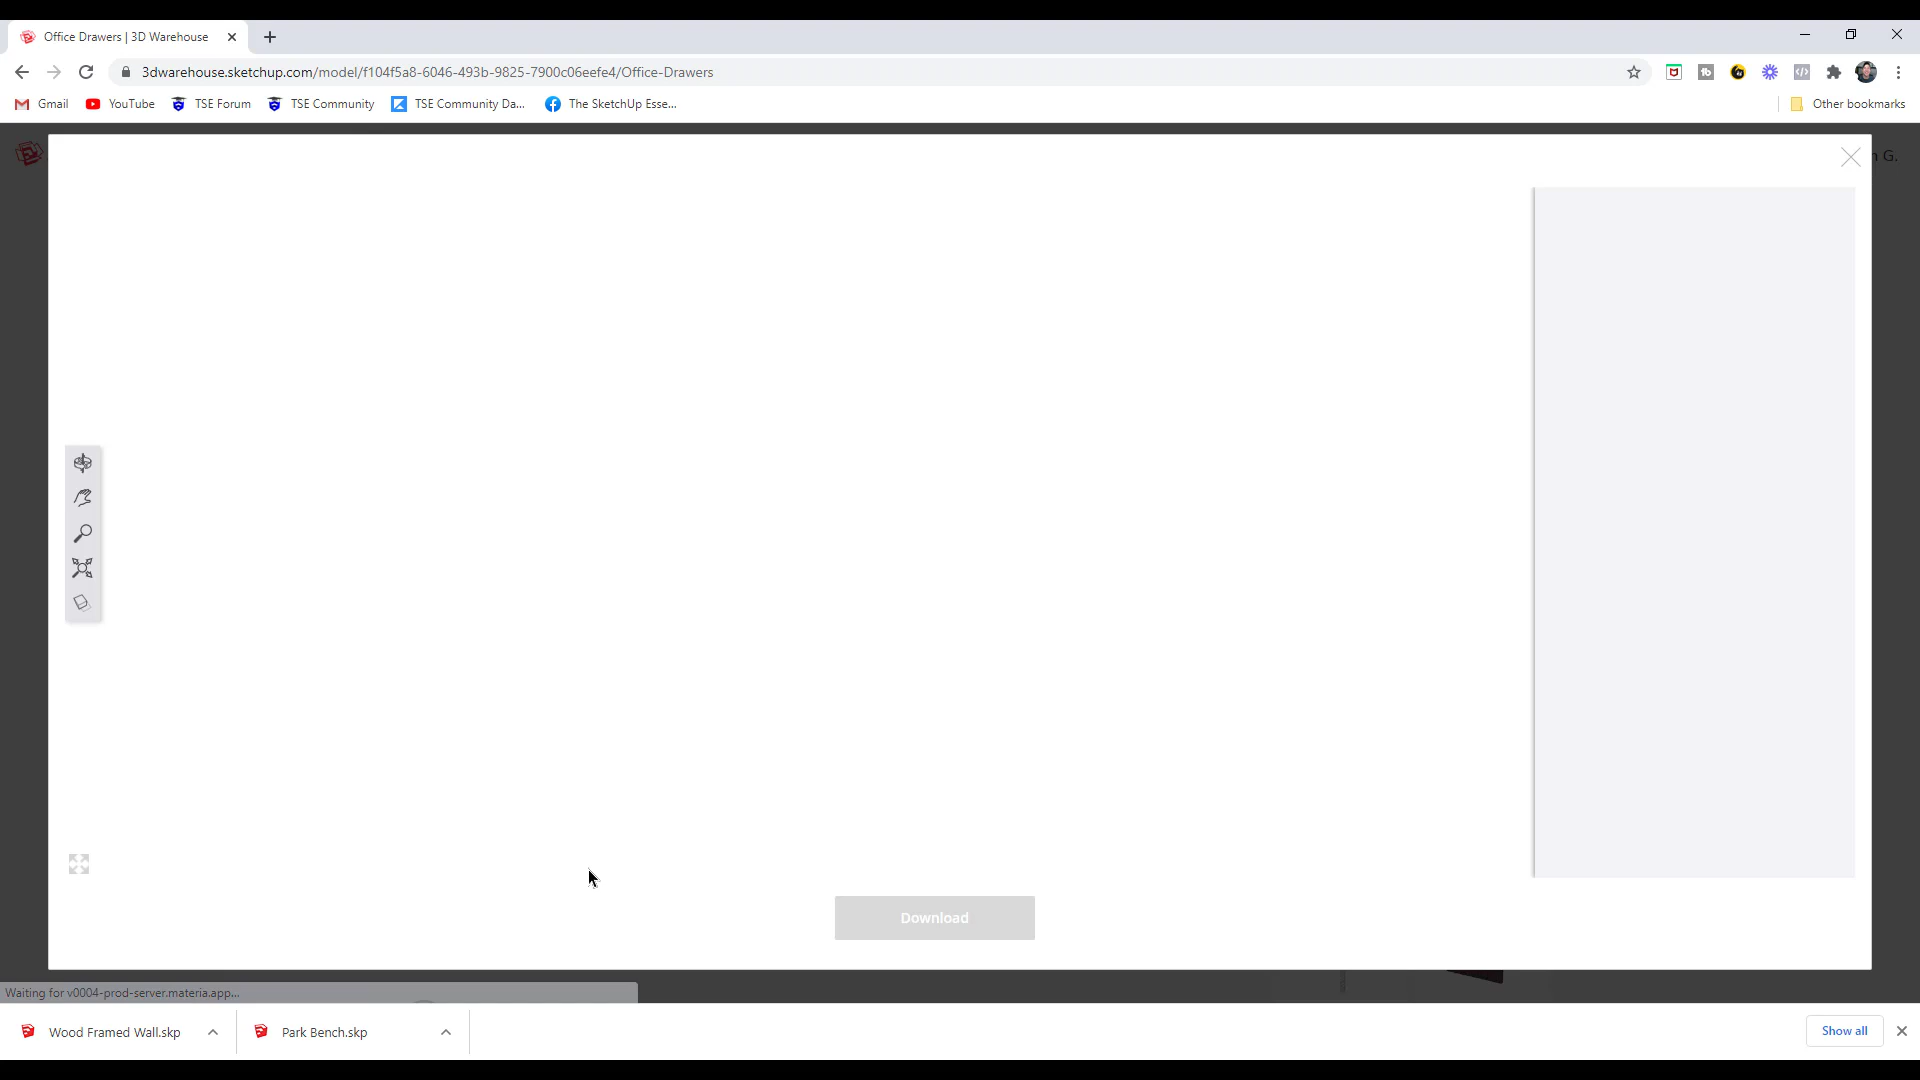 Office Drawers | 3D Warehouse
3dwarehouse.sketchup.com/model/f104f5a8-6046-493b-9825-7900c06eefe4/Office-Drawers
Gmail YouTube TSE Forum TSE Community TSE Community Da... The SketchUp Esse... Other bookmarks
G.
Download
Waiting for v0004-prod-server.materia.app...
Wood Framed Wall.skp Park Bench.skp Show all